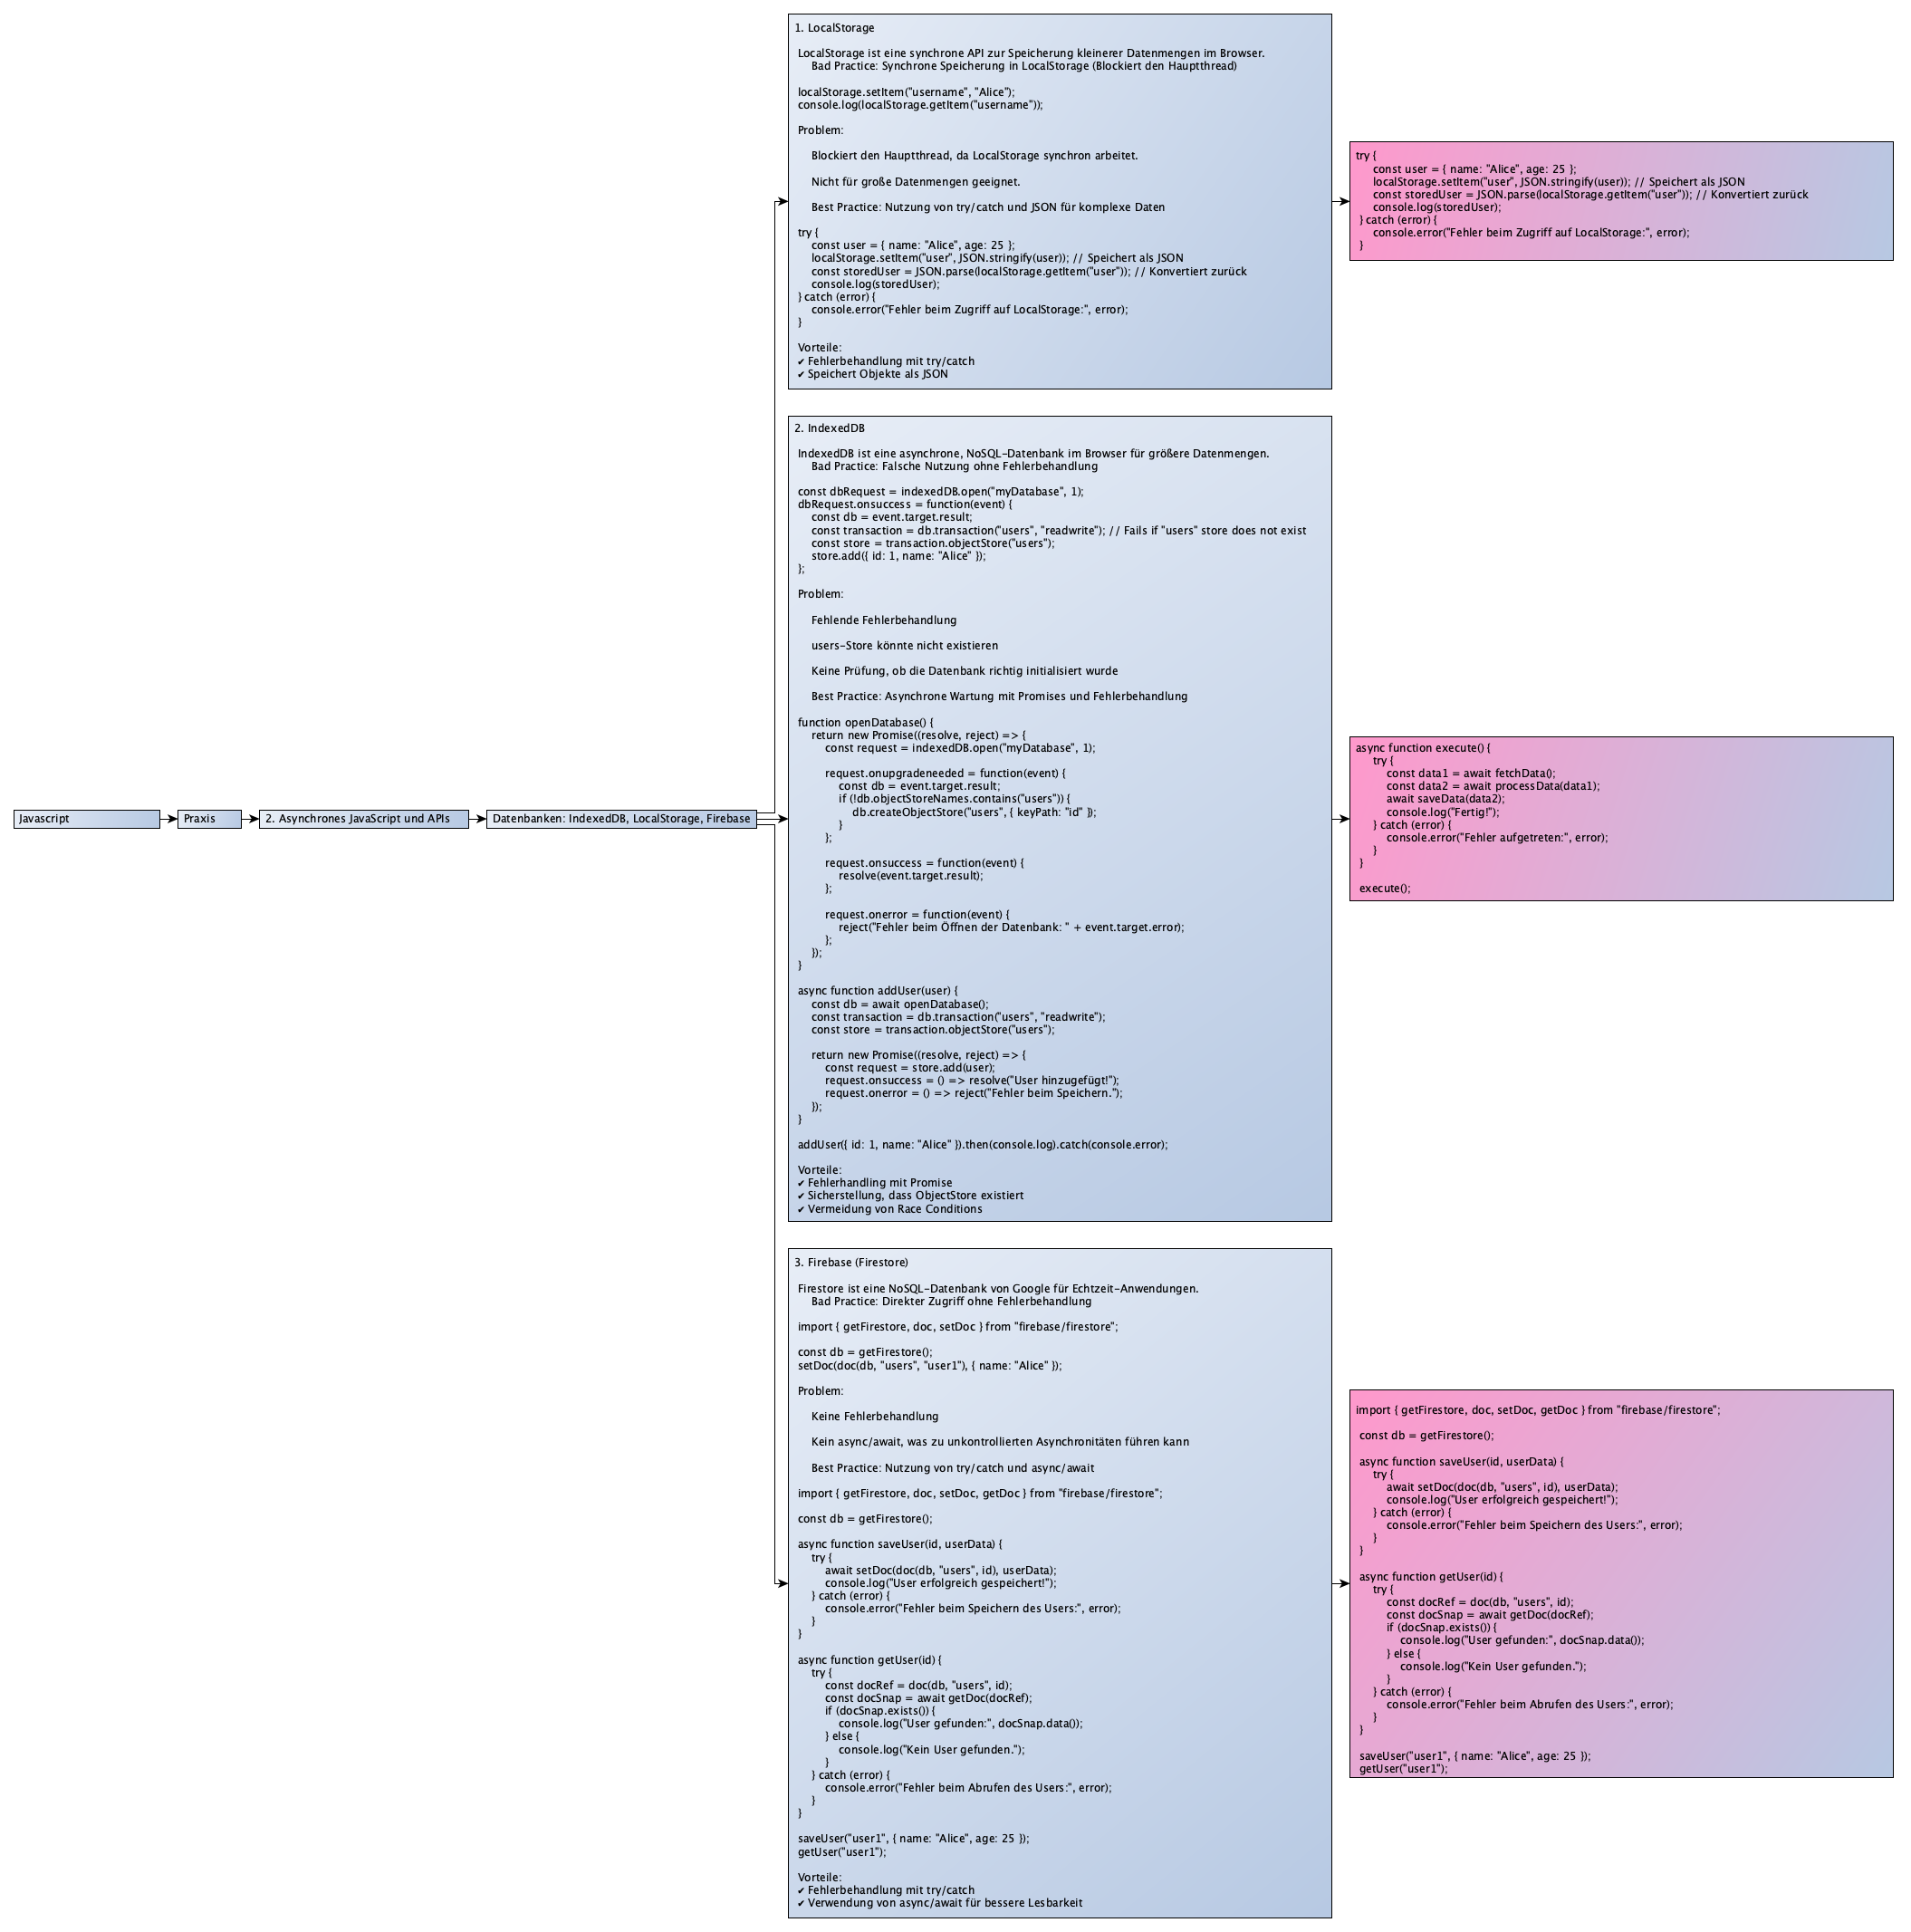 Javascript
Praxis
2. Asynchrones JavaScript und APIs
Datenbanken: IndexedDB, LocalStorage, Firebase
1. LocalStorage
LocalStorage ist eine synchrone API zur Speicherung kleinerer Datenmengen im Browser.
Bad Practice: Synchrone Speicherung in LocalStorage (Blockiert den Hauptthread)
localStorage.setItem("username", "Alice");
console.log(localStorage.getItem("username"));
Problem:
Blockiert den Hauptthread, da LocalStorage synchron arbeitet.
Nicht für große Datenmengen geeignet.
Best Practice: Nutzung von try/catch und JSON für komplexe Daten
try {
const user = { name: "Alice", age: 25 };
localStorage.setItem("user", JSON.stringify(user)); // Speichert als JSON
const storedUser = JSON.parse(localStorage.getItem("user")); // Konvertiert zurück
console.log(storedUser);
} catch (error) {
console.error("Fehler beim Zugriff auf LocalStorage:", error);
}
Vorteile:
✔ Fehlerbehandlung mit try/catch
✔ Speichert Objekte als JSON
try {
const user = { name: "Alice", age: 25 };
localStorage.setItem("user", JSON.stringify(user)); // Speichert als JSON
const storedUser = JSON.parse(localStorage.getItem("user")); // Konvertiert zurück
console.log(storedUser);
} catch (error) {
console.error("Fehler beim Zugriff auf LocalStorage:", error);
}
2. IndexedDB
IndexedDB ist eine asynchrone, NoSQL-Datenbank im Browser für größere Datenmengen.
Bad Practice: Falsche Nutzung ohne Fehlerbehandlung
const dbRequest = indexedDB.open("myDatabase", 1);
dbRequest.onsuccess = function(event) {
const db = event.target.result;
const transaction = db.transaction("users", "readwrite"); // Fails if "users" store does not exist
const store = transaction.objectStore("users");
store.add({ id: 1, name: "Alice" });
};
Problem:
Fehlende Fehlerbehandlung
users-Store könnte nicht existieren
Keine Prüfung, ob die Datenbank richtig initialisiert wurde
Best Practice: Asynchrone Wartung mit Promises und Fehlerbehandlung
function openDatabase() {
return new Promise((resolve, reject) => {
const request = indexedDB.open("myDatabase", 1);
request.onupgradeneeded = function(event) {
const db = event.target.result;
if (!db.objectStoreNames.contains("users")) {
db.createObjectStore("users", { keyPath: "id" });
}
};
request.onsuccess = function(event) {
resolve(event.target.result);
};
request.onerror = function(event) {
reject("Fehler beim Öffnen der Datenbank: " + event.target.error);
};
});
}
async function addUser(user) {
const db = await openDatabase();
const transaction = db.transaction("users", "readwrite");
const store = transaction.objectStore("users");
return new Promise((resolve, reject) => {
const request = store.add(user);
request.onsuccess = () => resolve("User hinzugefügt!");
request.onerror = () => reject("Fehler beim Speichern.");
});
}
addUser({ id: 1, name: "Alice" }).then(console.log).catch(console.error);
Vorteile:
✔ Fehlerhandling mit Promise
✔ Sicherstellung, dass ObjectStore existiert
✔ Vermeidung von Race Conditions
async function execute() {
try {
const data1 = await fetchData();
const data2 = await processData(data1);
await saveData(data2);
console.log("Fertig!");
} catch (error) {
console.error("Fehler aufgetreten:", error);
}
}
execute();
3. Firebase (Firestore)
Firestore ist eine NoSQL-Datenbank von Google für Echtzeit-Anwendungen.
Bad Practice: Direkter Zugriff ohne Fehlerbehandlung
import { getFirestore, doc, setDoc } from "firebase/firestore";
const db = getFirestore();
setDoc(doc(db, "users", "user1"), { name: "Alice" });
Problem:
Keine Fehlerbehandlung
Kein async/await, was zu unkontrollierten Asynchronitäten führen kann
Best Practice: Nutzung von try/catch und async/await
import { getFirestore, doc, setDoc, getDoc } from "firebase/firestore";
const db = getFirestore();
async function saveUser(id, userData) {
try {
await setDoc(doc(db, "users", id), userData);
console.log("User erfolgreich gespeichert!");
} catch (error) {
console.error("Fehler beim Speichern des Users:", error);
}
}
async function getUser(id) {
try {
const docRef = doc(db, "users", id);
const docSnap = await getDoc(docRef);
if (docSnap.exists()) {
console.log("User gefunden:", docSnap.data());
} else {
console.log("Kein User gefunden.");
}
} catch (error) {
console.error("Fehler beim Abrufen des Users:", error);
}
}
saveUser("user1", { name: "Alice", age: 25 });
getUser("user1");
Vorteile:
✔ Fehlerbehandlung mit try/catch
✔ Verwendung von async/await für bessere Lesbarkeit
import { getFirestore, doc, setDoc, getDoc } from "firebase/firestore";
const db = getFirestore();
async function saveUser(id, userData) {
try {
await setDoc(doc(db, "users", id), userData);
console.log("User erfolgreich gespeichert!");
} catch (error) {
console.error("Fehler beim Speichern des Users:", error);
}
}
async function getUser(id) {
try {
const docRef = doc(db, "users", id);
const docSnap = await getDoc(docRef);
if (docSnap.exists()) {
console.log("User gefunden:", docSnap.data());
} else {
console.log("Kein User gefunden.");
}
} catch (error) {
console.error("Fehler beim Abrufen des Users:", error);
}
}
saveUser("user1", { name: "Alice", age: 25 });
getUser("user1");